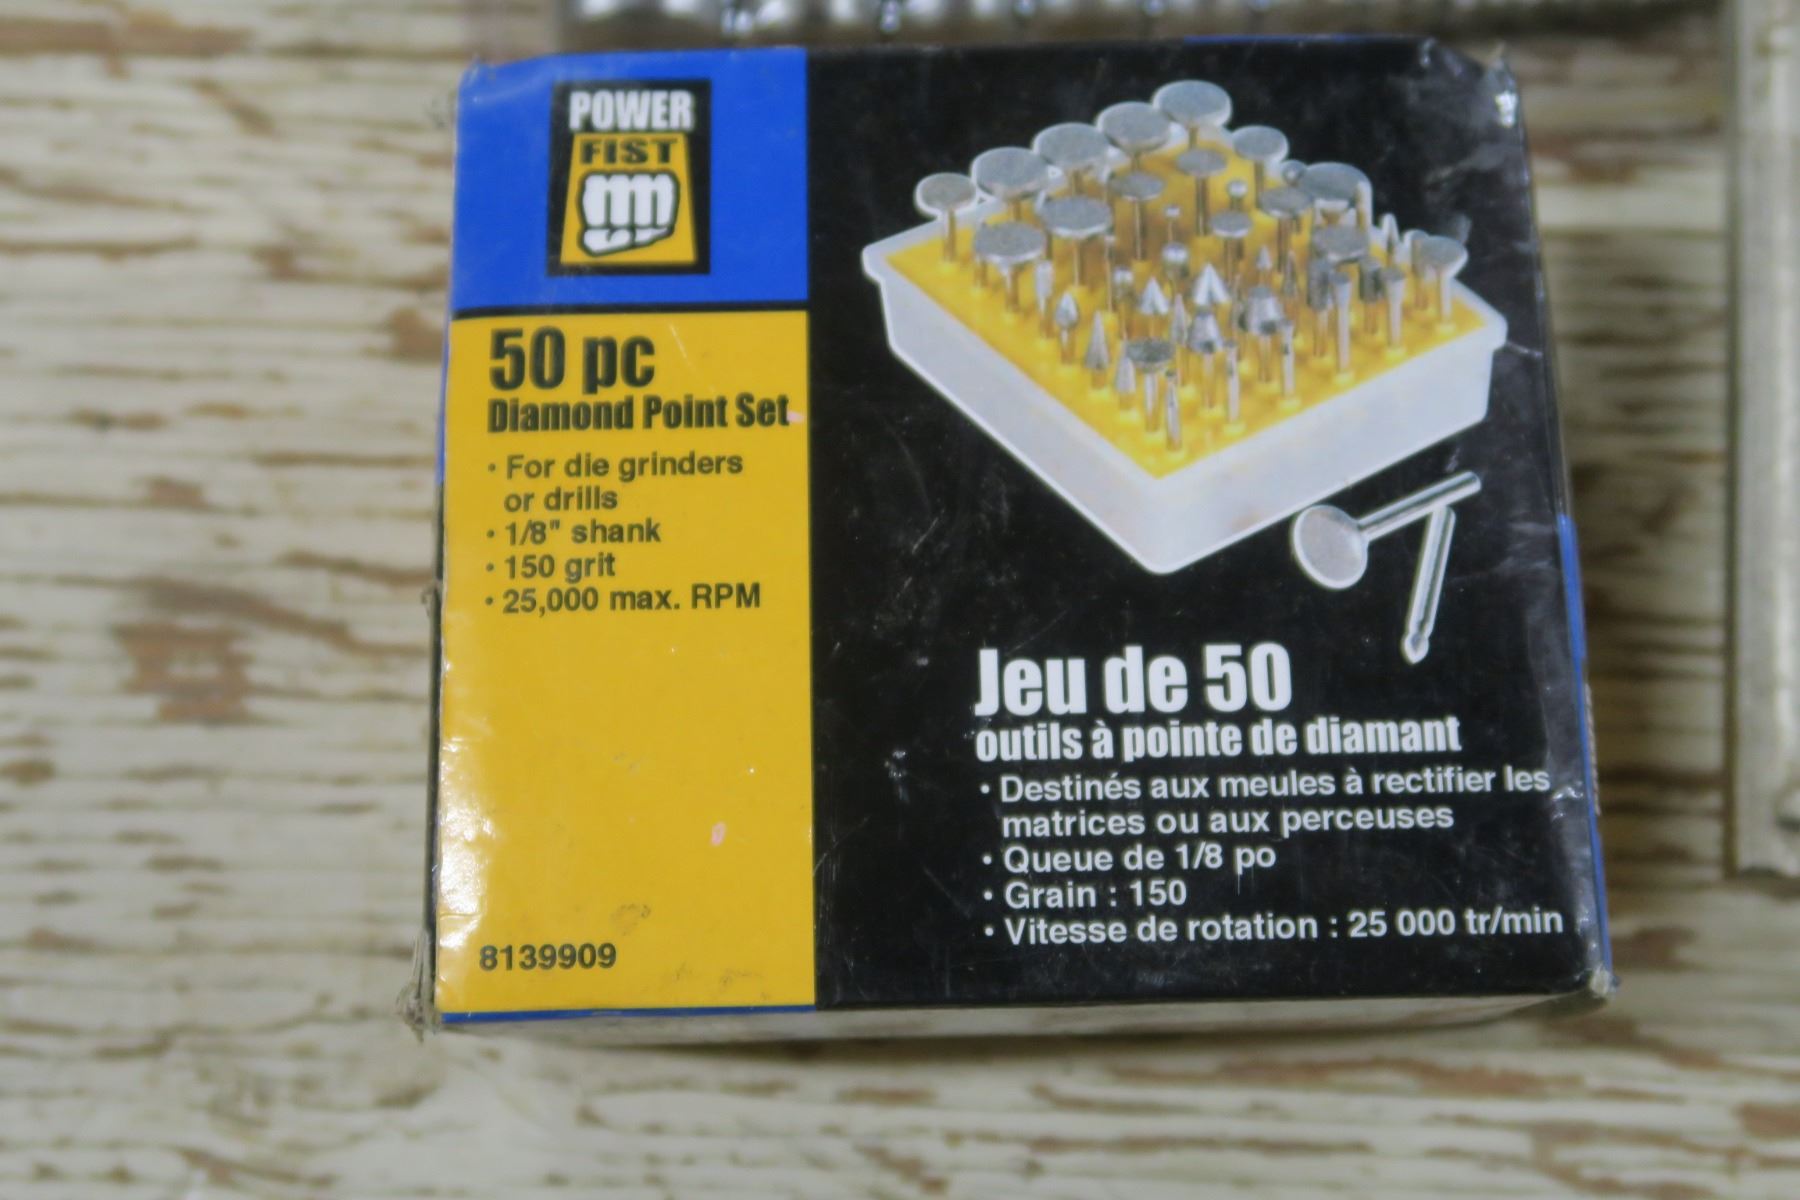 POWER
FIST
50 pc
Diamond Point Set
• For die grinders
or drills
• 1/8" shank
• 150 grit
• 25,000 max. RPM
8139909
Jeu de 50
outils à pointe de diamant
• Destinés aux meules à rectifier les
matrices ou aux perceuses
• Queue de 1/8 po
• Grain : 150
• Vitesse de rotation : 25 000 tr/min